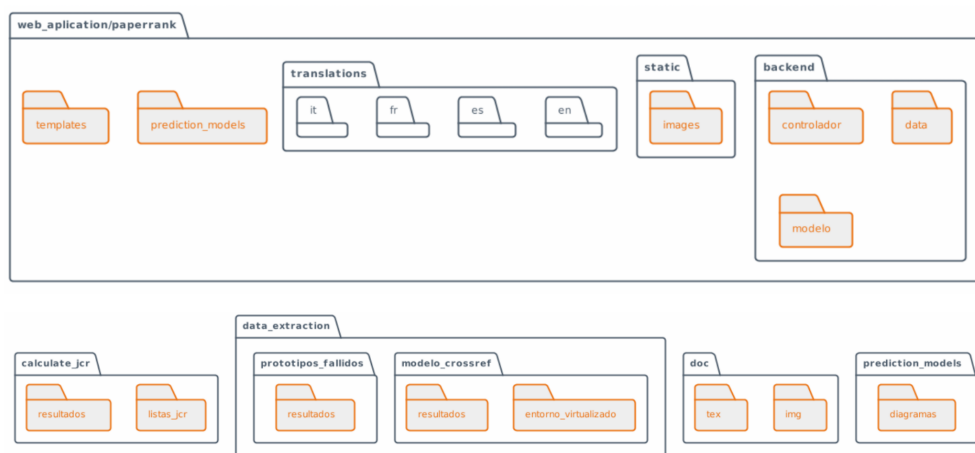 web_aplication/paperrank
templates
prediction_models
translations
it
fr
es
en
static
images
backend
controlador
data
modelo
calculate_jcr
resultados
listas_jcr
data_extraction
prototipos_fallidos
resultados
modelo_crossref
resultados
entorno_virtualizado
doc
tex
img
prediction_models
diagramas